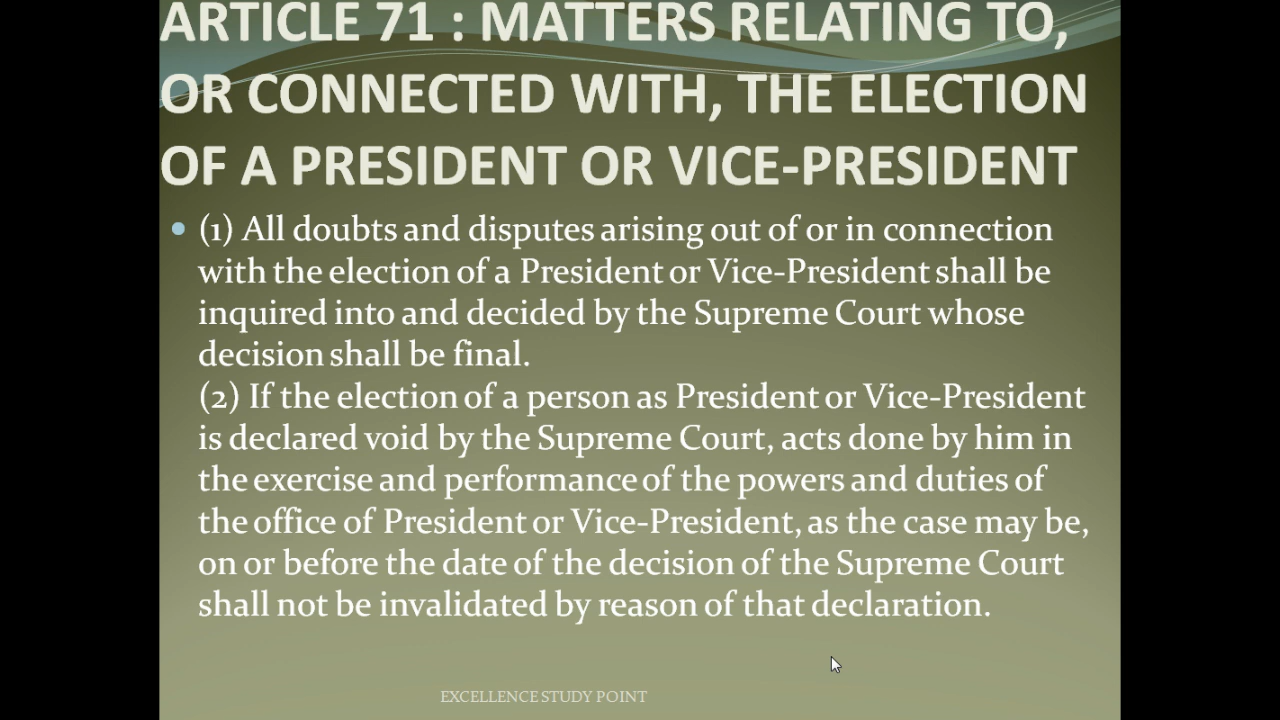 ARTICLE 71 : MATTERS RELATING TO,
OR CONNECTED WITH, THE ELECTION
OF A PRESIDENT OR VICE-PRESIDENT
• (1) All doubts and disputes arising out of or in connection
with the election of a President or Vice-President shall be
inquired into and decided by the Supreme Court whose
decision shall be final.
(2) If the election of a person as President or Vice-President
is declared void by the Supreme Court, acts done by him in
the exercise and performance of the powers and duties of
the office of President or Vice-President, as the case may be,
on or before the date of the decision of the Supreme Court
shall not be invalidated by reason of that declaration.
EXCELLENCE STUDY POINT